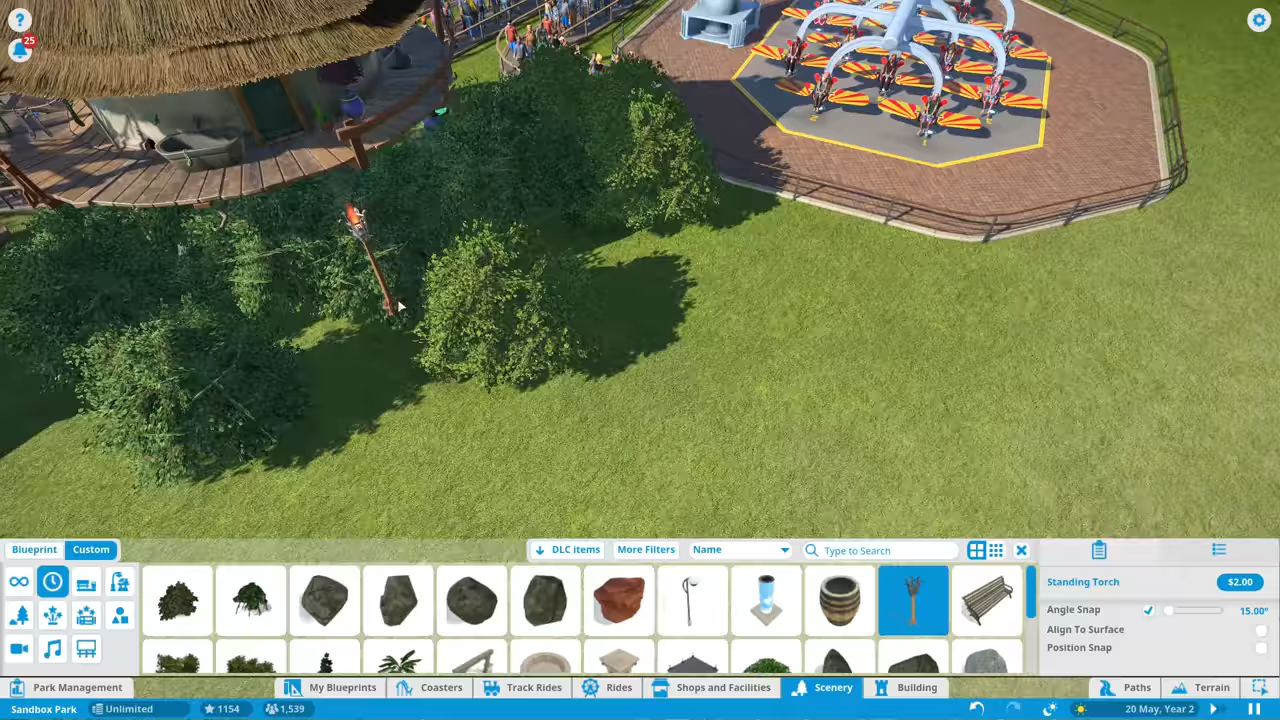 ?
25
Blueprint
Custom
DLC items
More Filters
Name
Type to Search
Standing Torch
$2.00
Angle Snap
15.00°
Align To Surface
Position Snap
Park Management
My Blueprints
Coasters
Track Rides
Rides
Shops and Facilities
Scenery
Building
Paths
Terrain
Sandbox Park
Unlimited
1154
1,539
20 May, Year 2